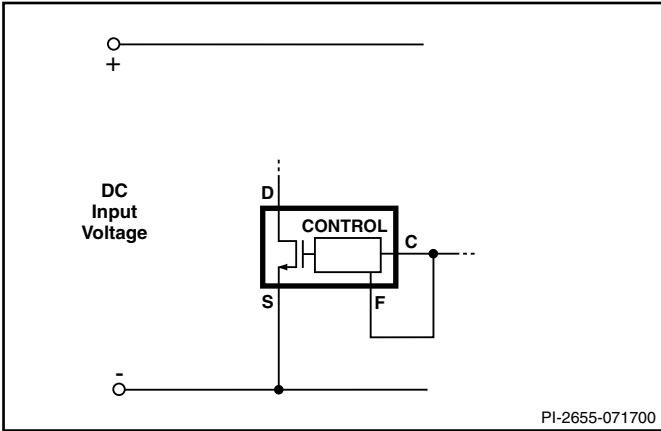 +
DC
Input
Voltage
D
CONTROL
C
S
F
-
PI-2655-071700